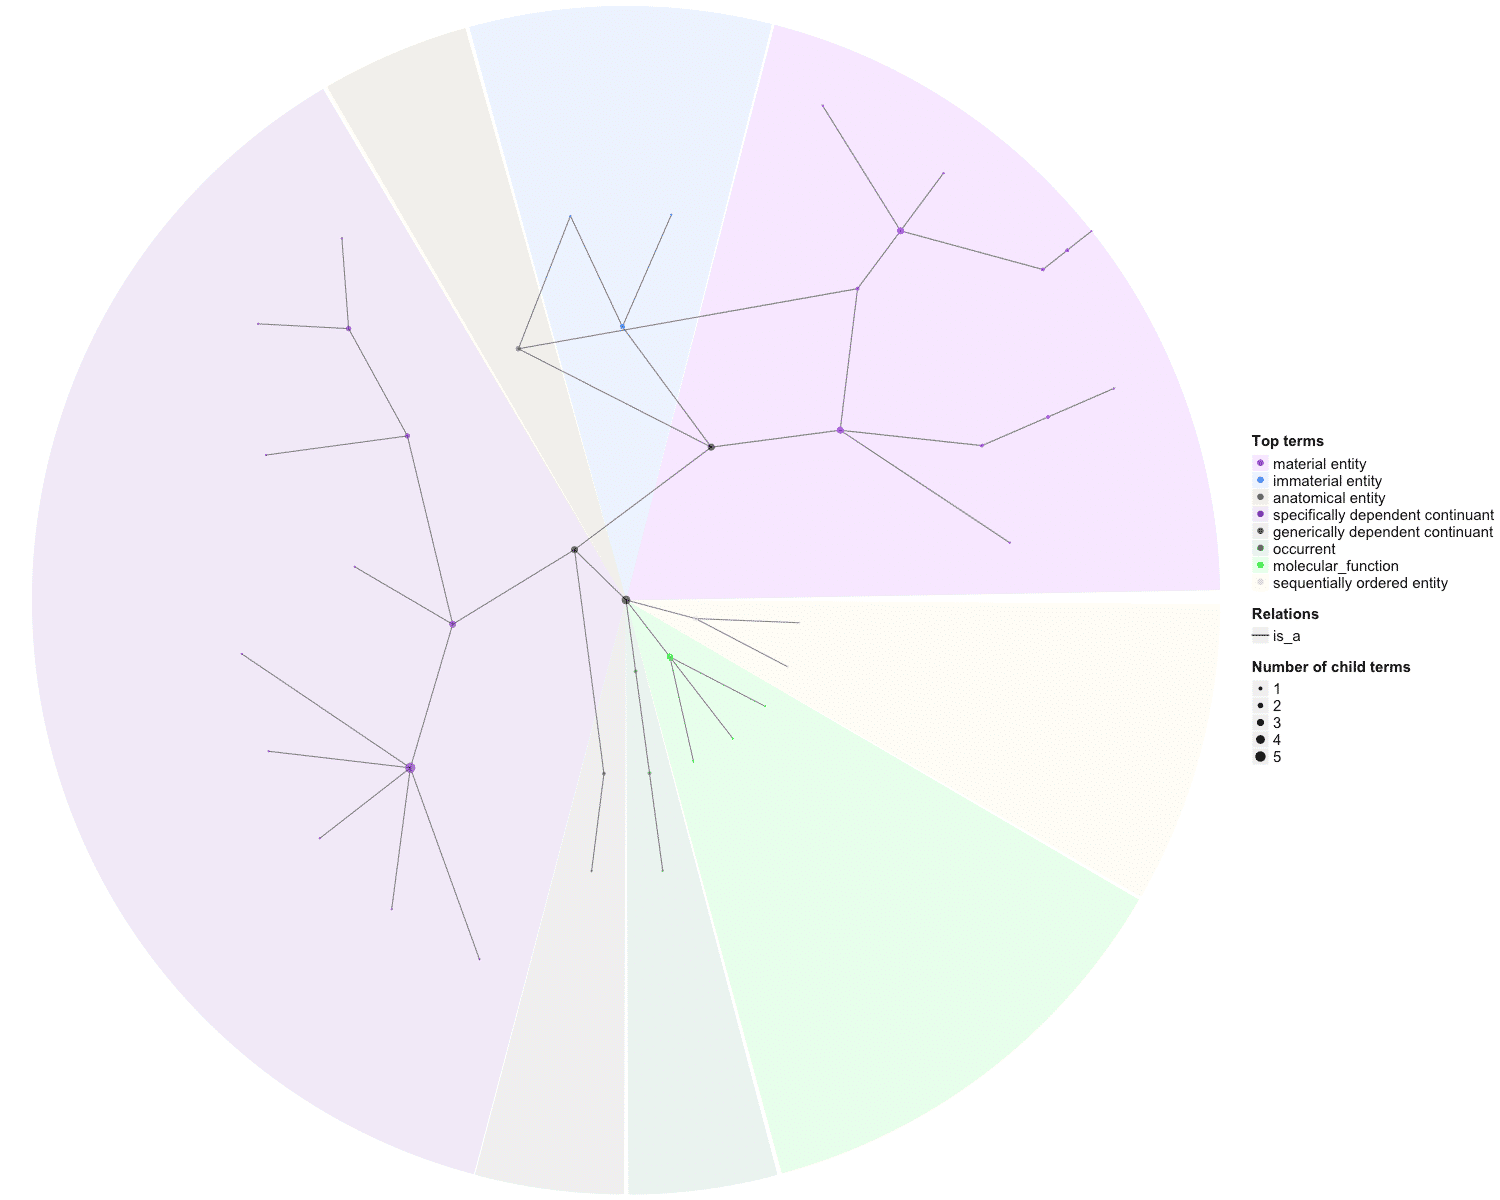 Top terms
material entity
immaterial entity
anatomical entity
specifically dependent continuant
generically dependent continuant
occurrent
molecular_function
sequentially ordered entity
Relations
is_a
Number of child terms
1
2
3
4
5